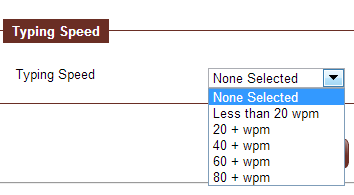 Typing Speed
Typing Speed
None Selected
None Selected
Less than 20 wpm
20 + wpm
40 + wpm
60 + wpm
80 + wpm